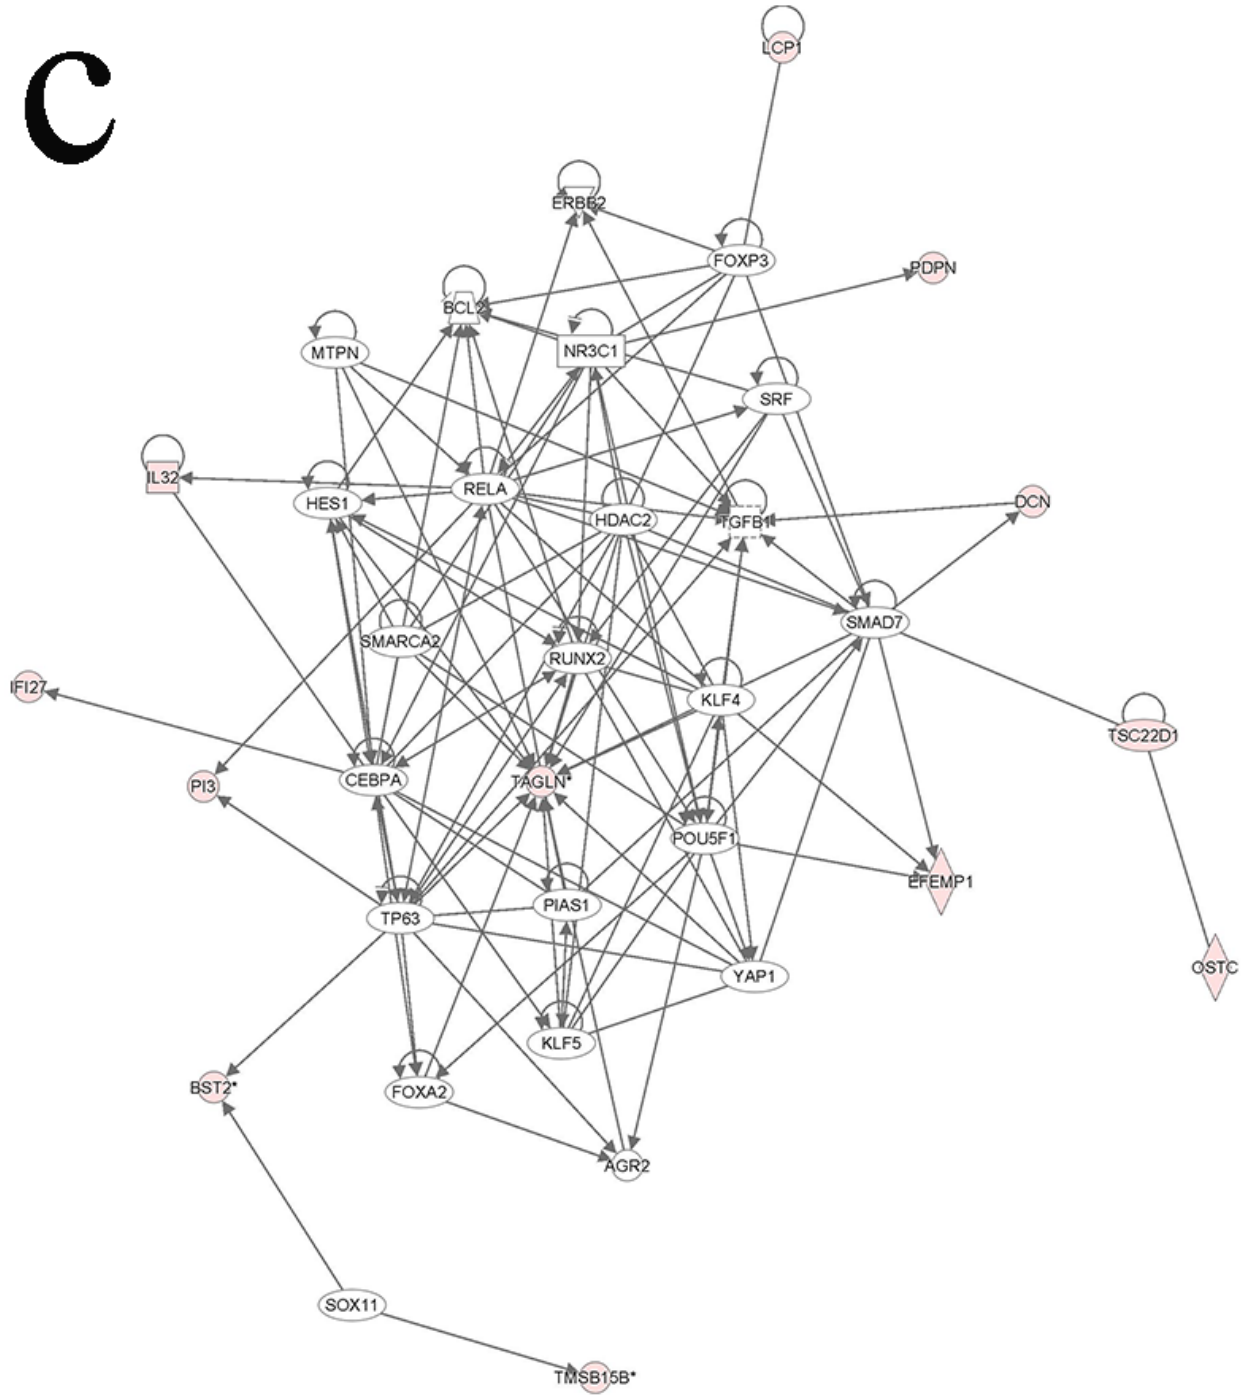 C
LCP1
ERBB2
FOXP3
PDPN
BCL2
MTPN
NR3C1
SRF
IL32
HES1
RELA
HDAC2
TGFB1
DCN
SMARCA2
RUNX2
SMAD7
IFI27
KLF4
TSC22D1
PI3
CEBPA
TAGLN*
POU5F1
EFEMP1
TP63
PIAS1
YAP1
OSTC
KLF5
BST2*
FOXA2
AGR2
SOX11
TMSB15B*